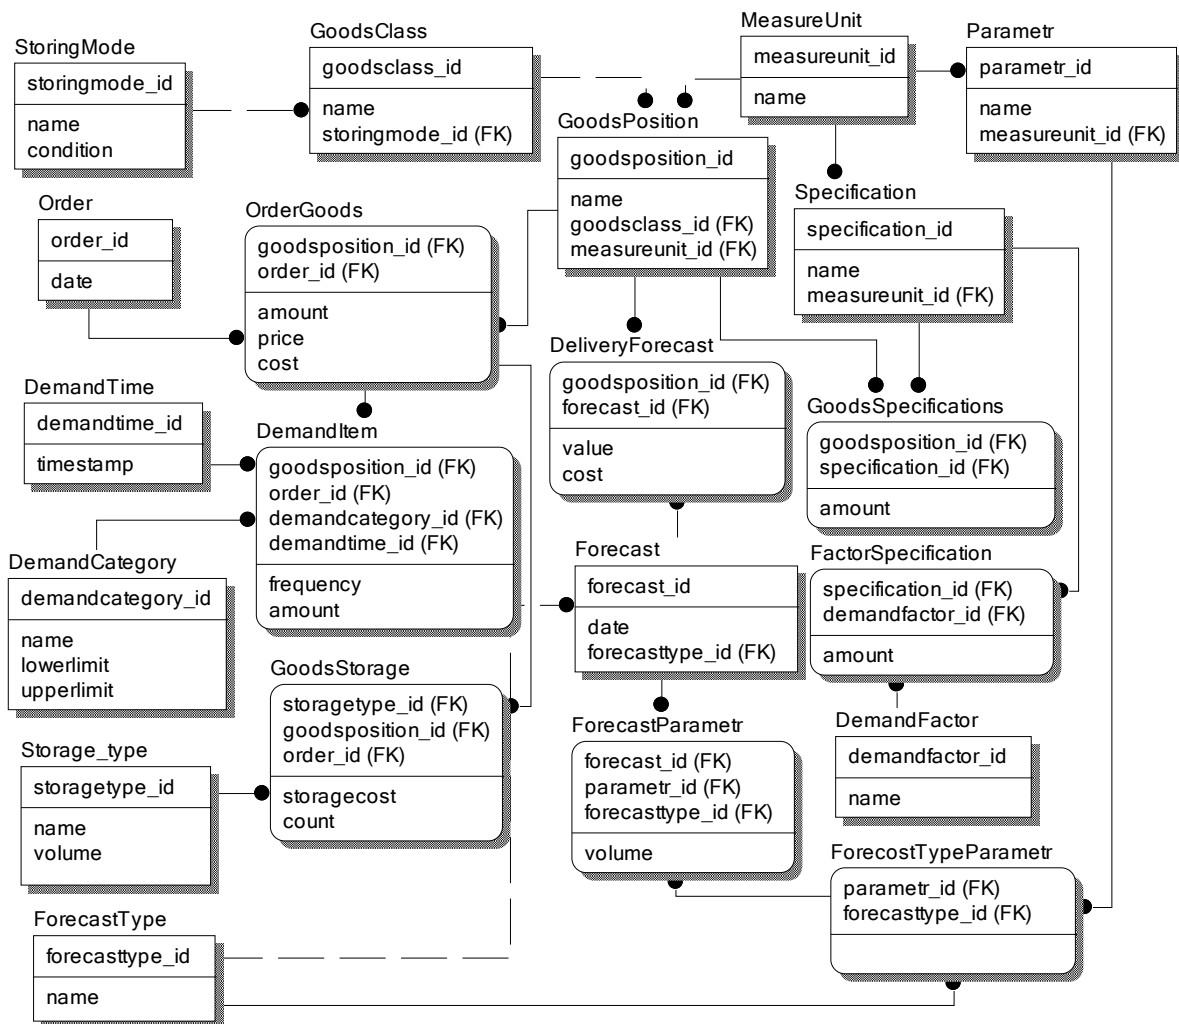 StoringMode
storingmode_id
name
condition
GoodsClass
goodsclass_id
name
storingmode_id (FK)
MeasureUnit
measureunit_id
name
Parametr
parametr_id
name
measureunit_id (FK)
GoodsPosition
goodsposition_id
name
goodsclass_id (FK)
measureunit_id (FK)
Specification
specification_id
name
measureunit_id (FK)
Order
order_id
date
OrderGoods
goodsposition_id (FK)
order_id (FK)
amount
price
cost
DeliveryForecast
goodsposition_id (FK)
forecast_id (FK)
value
cost
GoodsSpecifications
goodsposition_id (FK)
specification_id (FK)
amount
DemandTime
demandtime_id
timestamp
DemandItem
goodsposition_id (FK)
order_id (FK)
demandcategory_id (FK)
demandtime_id (FK)
frequency
amount
DemandCategory
demandcategory_id
name
lowerlimit
upperlimit
Forecast
forecast_id
date
forecasttype_id (FK)
FactorSpecification
specification_id (FK)
demandfactor_id (FK)
amount
GoodsStorage
storagetype_id (FK)
goodsposition_id (FK)
order_id (FK)
storagecost
count
Storage_type
storagetype_id
name
volume
ForecastParametr
forecast_id (FK)
parametr_id (FK)
forecasttype_id (FK)
volume
DemandFactor
demandfactor_id
name
ForecostTypeParametr
parametr_id (FK)
forecasttype_id (FK)
ForecastType
forecasttype_id
name